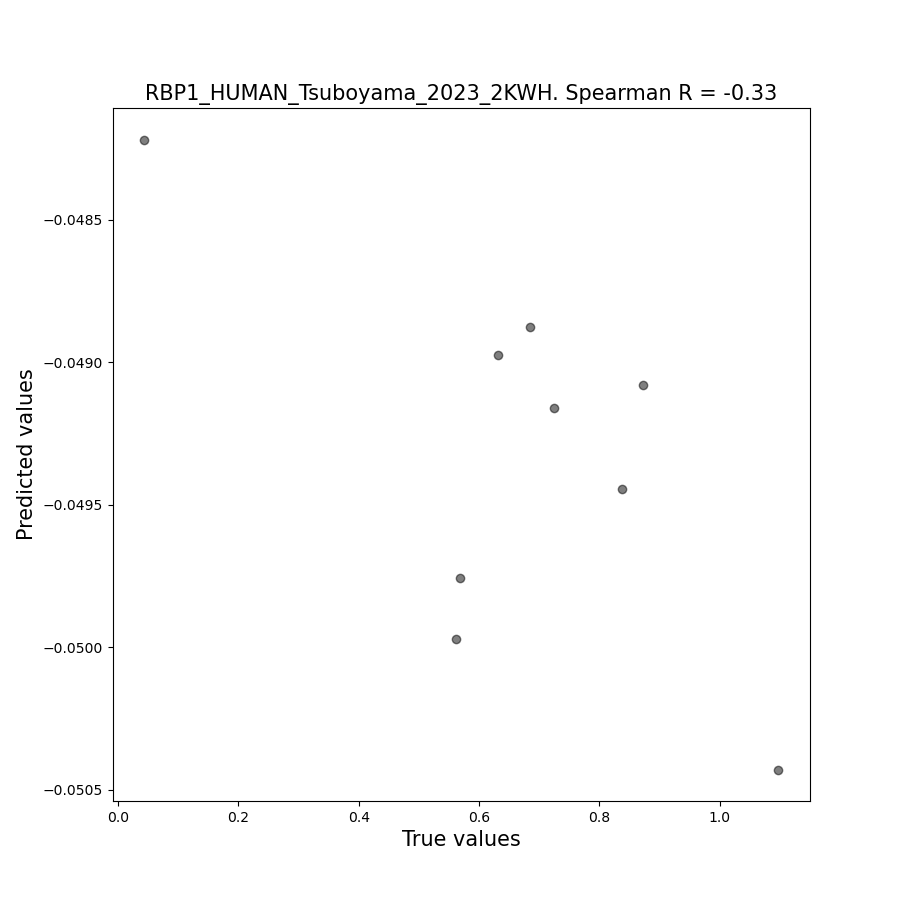 RBP1_HUMAN_Tsuboyama_2023_2KWH. Spearman R = -0.33
Predicted values
−0.0485
−0.0490
−0.0495
−0.0500
−0.0505
0.0 0.2 0.4 0.6 0.8 1.0
True values